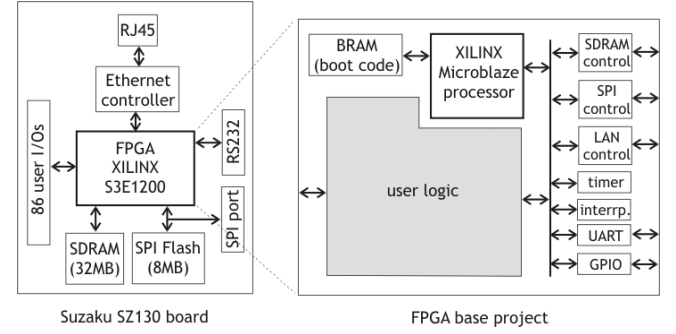 RJ45
Ethernet
controller
86 user I/Os
FPGA
XILINX
S3E1200
RS232
SPI port
SDRAM
(32MB)
SPI Flash
(8MB)
Suzaku SZ130 board
BRAM
(boot code)
XILINX
Microblaze
processor
user logic
SDRAM
control
SPI
control
LAN
control
timer
interrp.
UART
GPIO
FPGA base project